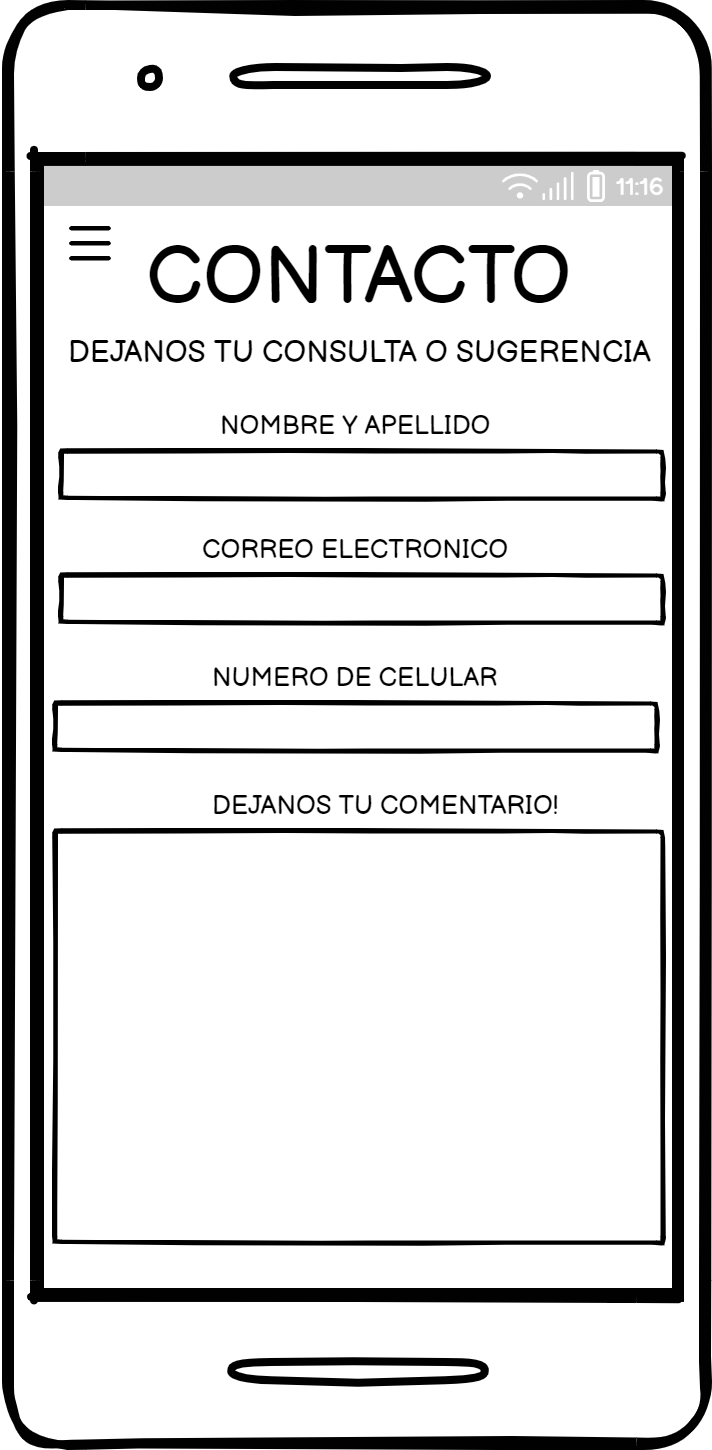 11:16
CONTACTO
DEJANOS TU CONSULTA O SUGERENCIA
NOMBRE Y APELLIDO
CORREO ELECTRONICO
NUMERO DE CELULAR
DEJANOS TU COMENTARIO!